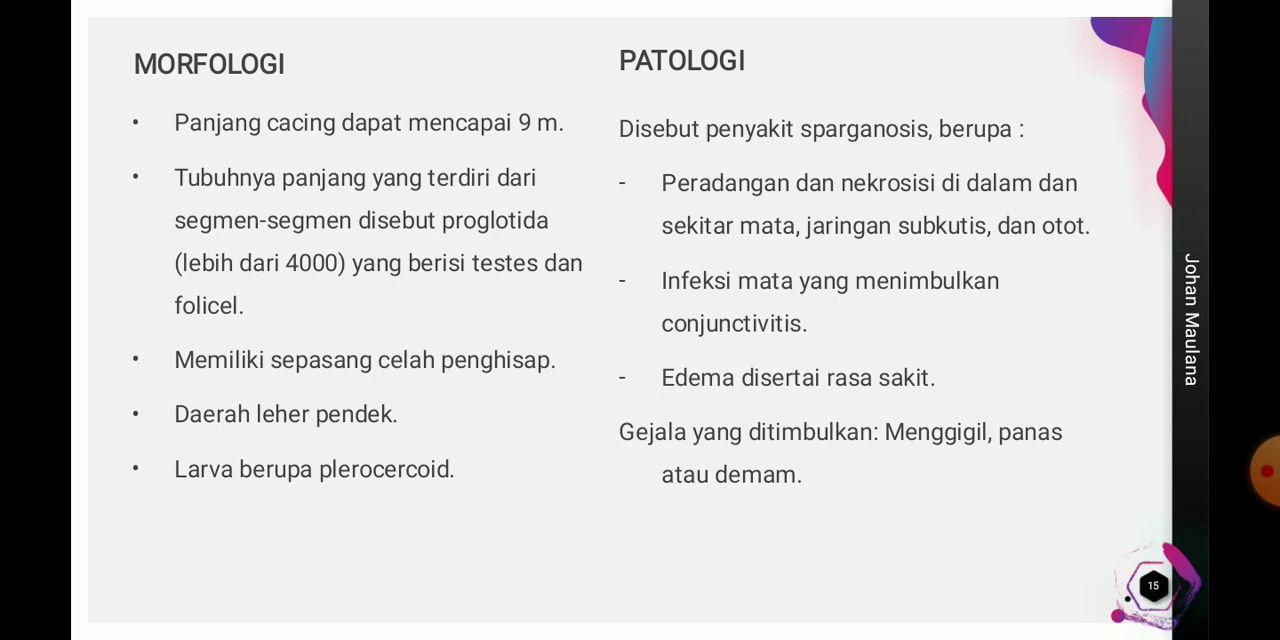 MORFOLOGI
• Panjang cacing dapat mencapai 9 m.
• Tubuhnya panjang yang terdiri dari
segmen-segmen disebut proglotida
(lebih dari 4000) yang berisi testes dan
folicel.
• Memiliki sepasang celah penghisap.
• Daerah leher pendek.
• Larva berupa plerocercoid.
PATOLOGI
Disebut penyakit sparganosis, berupa :
- Peradangan dan nekrosisi di dalam dan
sekitar mata, jaringan subkutis, dan otot.
- Infeksi mata yang menimbulkan
conjunctivitis.
- Edema disertai rasa sakit.
Gejala yang ditimbulkan: Menggigil, panas
atau demam.
Johan Maulana
15